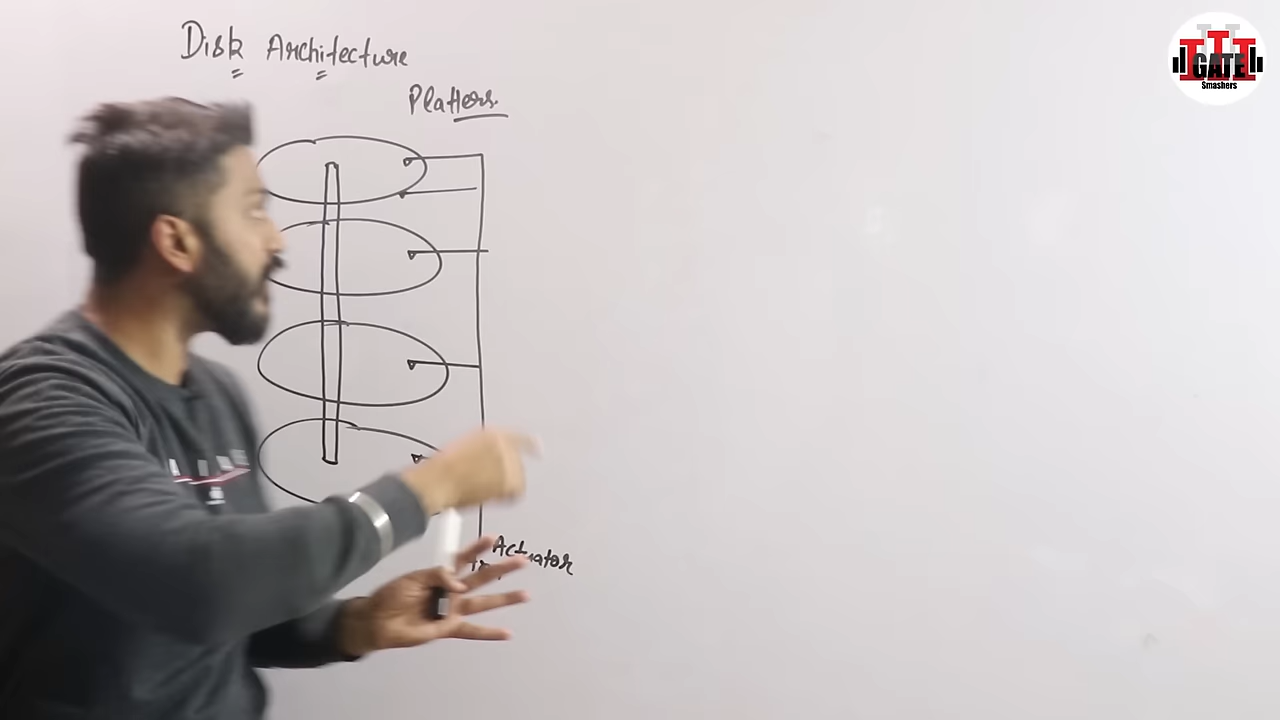 Disk Architecture
Platters
Actuator
GATE
Smashers